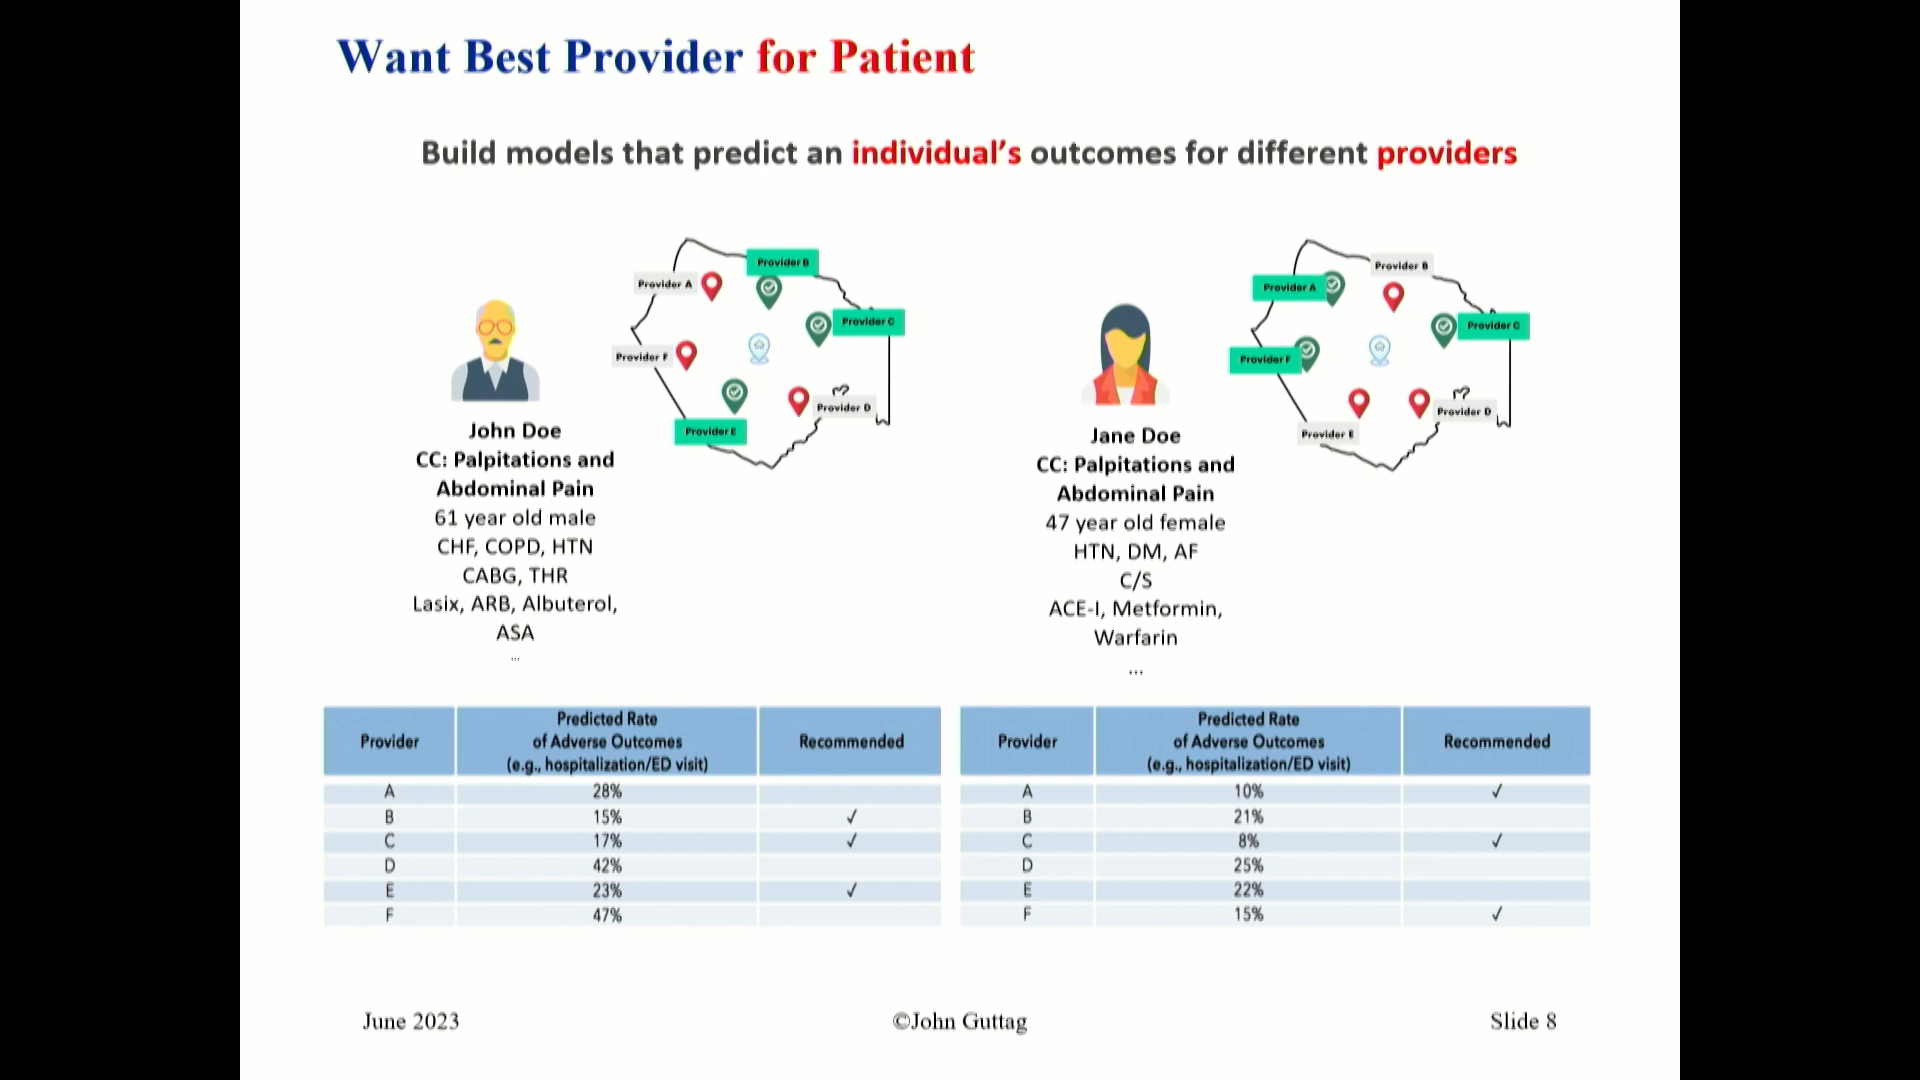 Want Best Provider for Patient
Build models that predict an individual's outcomes for different providers
Provider A
Provider B
Provider C
Provider F
Provider D
Provider E
John Doe
CC: Palpitations and
Abdominal Pain
61 year old male
CHF, COPD, HTN
CABG, THR
Lasix, ARB, Albuterol,
ASA
...
Provider A
Provider B
Provider C
Provider F
Provider D
Provider E
Jane Doe
CC: Palpitations and
Abdominal Pain
47 year old female
HTN, DM, AF
C/S
ACE-I, Metformin,
Warfarin
...
Provider Predicted Rate of Adverse Outcomes (e.g., hospitalization/ED visit) Recommended
A 28%
B 15% ✓
C 17% ✓
D 42%
E 23% ✓
F 47%
Provider Predicted Rate of Adverse Outcomes (e.g., hospitalization/ED visit) Recommended
A 10% ✓
B 21%
C 8% ✓
D 25%
E 22%
F 15% ✓
June 2023 ©John Guttag Slide 8